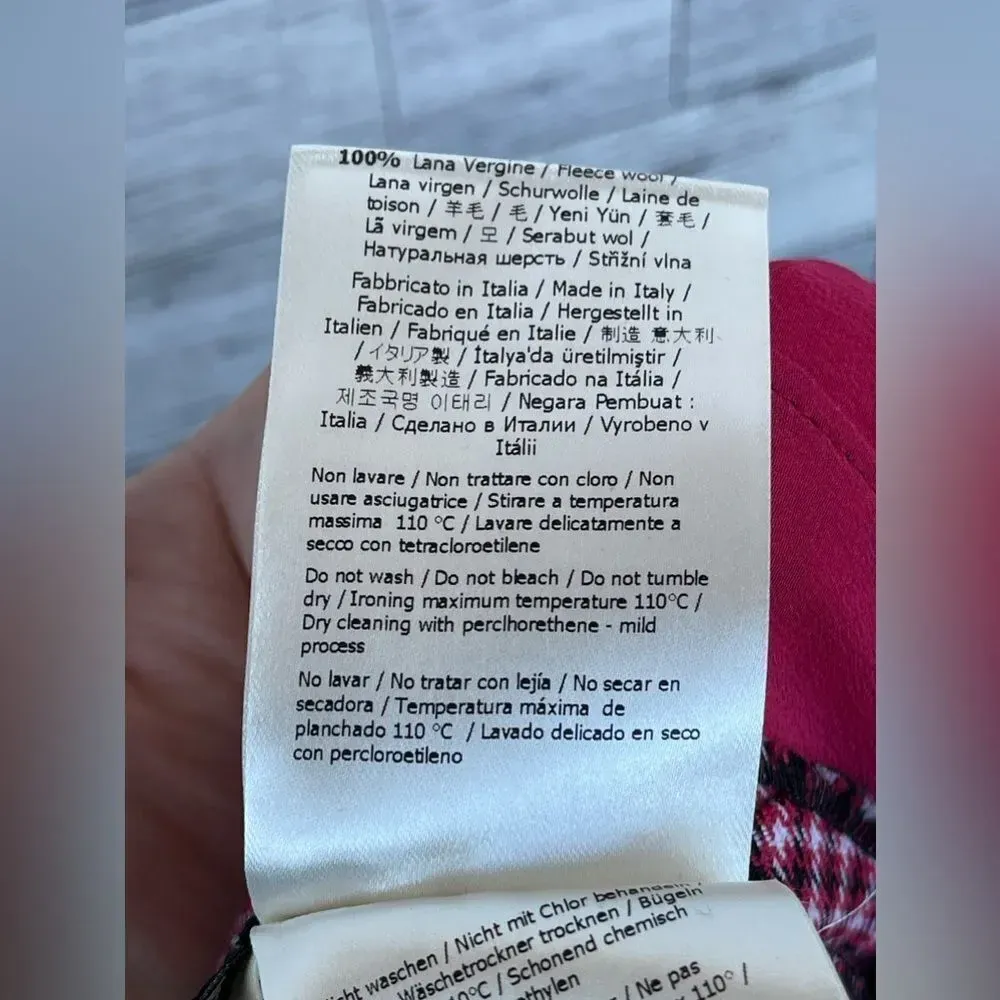 100% Lana Vergine / Fleece wool /
Lana virgen / Schurwolle / Laine de
toison / 羊毛 / 毛 / Yeni Yün / 套毛 /
Lã virgem / 모 / Serabut wol /
Натуральная шерсть / Střžní vlna
Fabbricato in Italia / Made in Italy /
Fabricado en Italia / Hergestellt in
Italien / Fabriqué en Italie / 制造 意大利
/ イタリア製 / İtalya'da üretilmiştir /
義大利製造 / Fabricado na Itália /
제조국명 이태리 / Negara Pembuat :
Italia / Сделано в Италии / Vyrobeno v
Itálii
Non lavare / Non trattare con cloro / Non
usare asciugatrice / Stirare a temperatura
massima 110 °C / Lavare delicatamente a
secco con tetracloroetilene
Do not wash / Do not bleach / Do not tumble
dry / Ironing maximum temperature 110°C /
Dry cleaning with perclhorethene - mild
process
No lavar / No tratar con lejía / No secar en
secadora / Temperatura máxima de
planchado 110 °C / Lavado delicado en seco
con percloroetileno
waschen / Nicht mit Chlor behandeln /
Wäschetrockner trocknen / Bügeln
/ Schonend chemisch
/ Ne pas
110° /